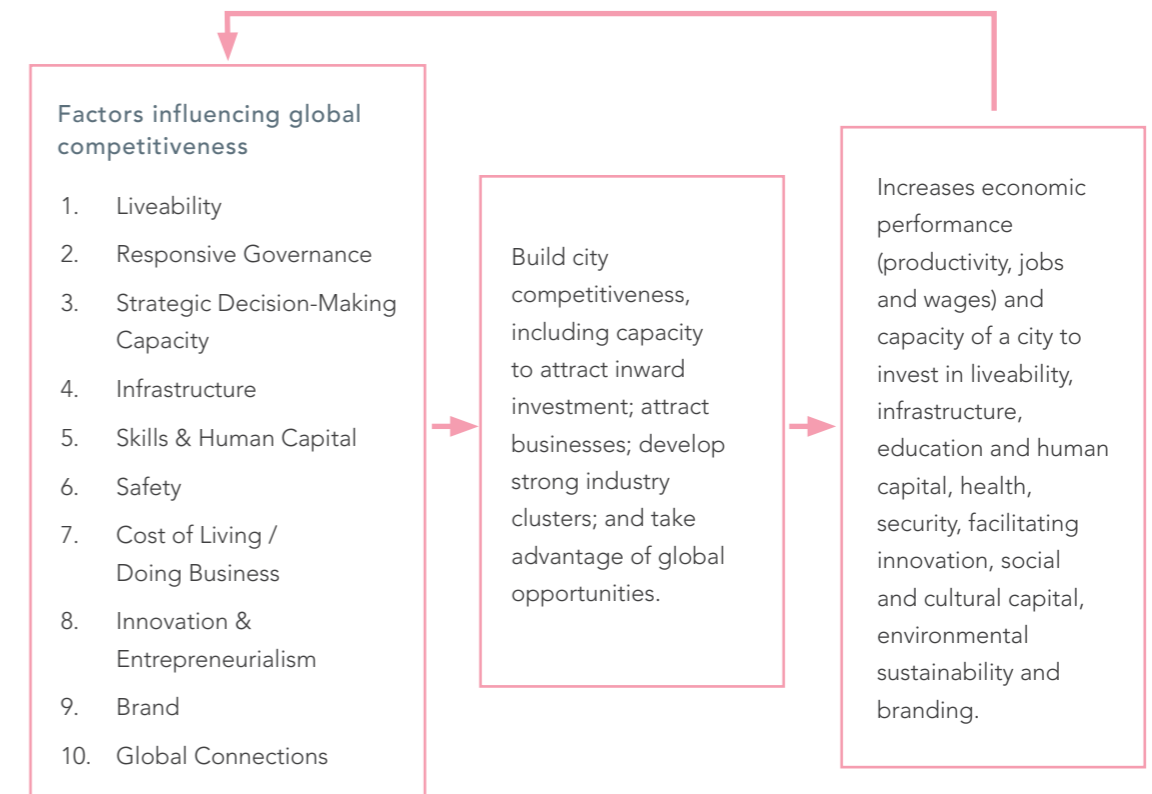 Factors influencing global
competitiveness
1. Liveability
2. Responsive Governance
3. Strategic Decision-Making
Capacity
4. Infrastructure
5. Skills & Human Capital
6. Safety
7. Cost of Living /
Doing Business
8. Innovation &
Entrepreneurialism
9. Brand
10. Global Connections
Build city
competitiveness,
including capacity
to attract inward
investment; attract
businesses; develop
strong industry
clusters; and take
advantage of global
opportunities.
Increases economic
performance
(productivity, jobs
and wages) and
capacity of a city to
invest in liveability,
infrastructure,
education and human
capital, health,
security, facilitating
innovation, social
and cultural capital,
environmental
sustainability and
branding.